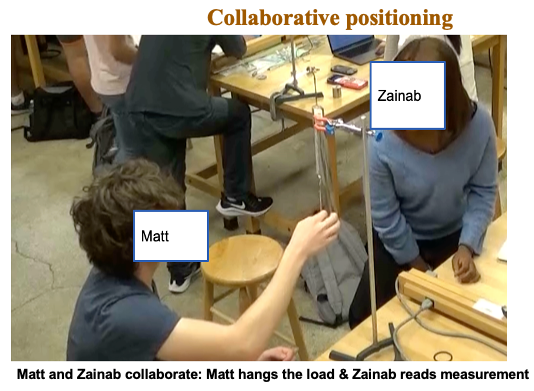 Collaborative positioning
Zainab
Matt
Matt and Zainab collaborate: Matt hangs the load & Zainab reads measurement